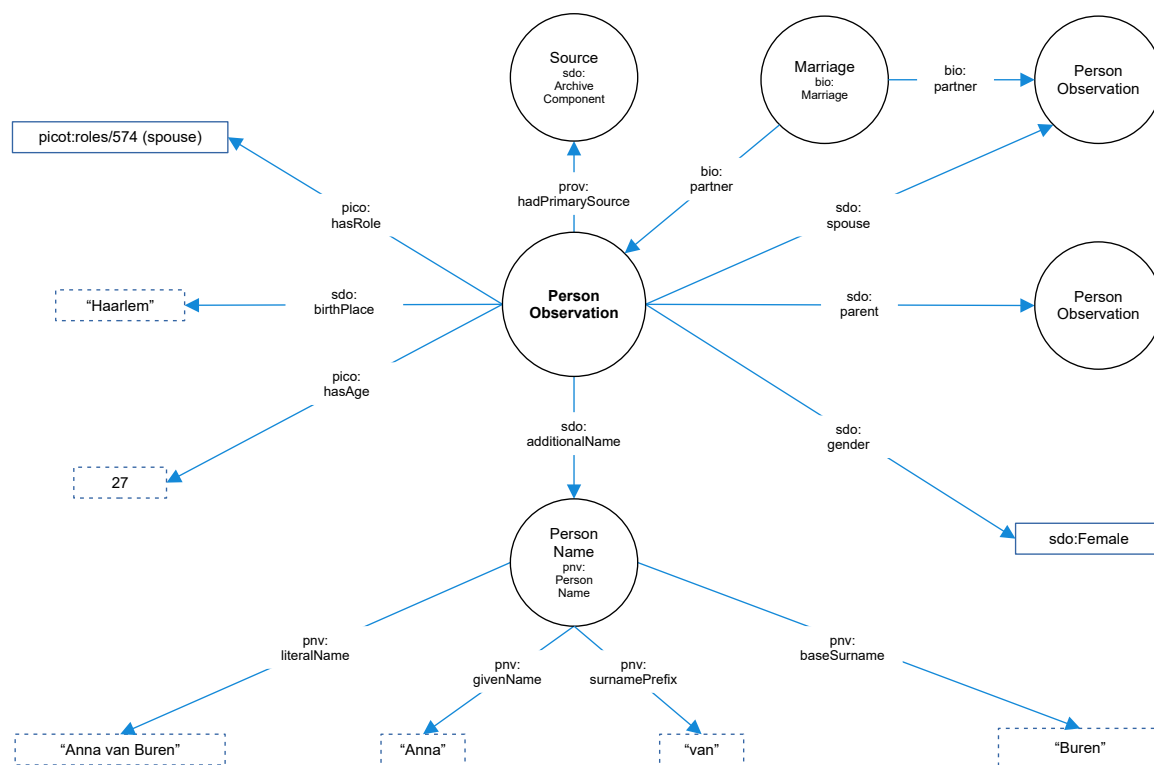 Source
sdo:
Archive
Component
Marriage
bio:
Marriage
bio:
partner
Person
Observation
picot:roles/574 (spouse)
prov:
hadPrimarySource
bio:
partner
pico:
hasRole
sdo:
spouse
“Haarlem”
sdo:
birthPlace
Person
Observation
sdo:
parent
Person
Observation
pico:
hasAge
sdo:
additionalName
sdo:
gender
27
Person
Name
pnv:
Person
Name
sdo:Female
pnv:
literalName
pnv:
givenName
pnv:
surnamePrefix
pnv:
baseSurname
“Anna van Buren”
“Anna”
“van”
“Buren”